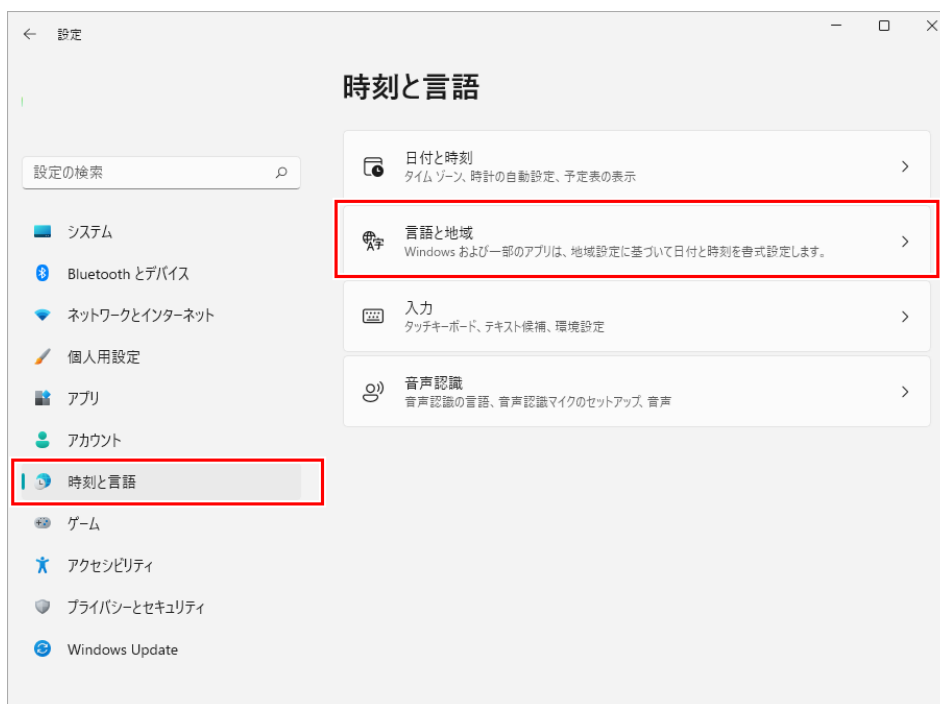 設定
時刻と言語
設定の検索
システム
Bluetooth とデバイス
ネットワークとインターネット
個人用設定
アプリ
アカウント
時刻と言語
ゲーム
アクセシビリティ
プライバシーとセキュリティ
Windows Update
日付と時刻
タイム ゾーン、時計の自動設定、予定表の表示
言語と地域
Windows および一部のアプリは、地域設定に基づいて日付と時刻を書式設定します。
入力
タッチキーボード、テキスト候補、環境設定
音声認識
音声認識の言語、音声認識マイクのセットアップ、音声